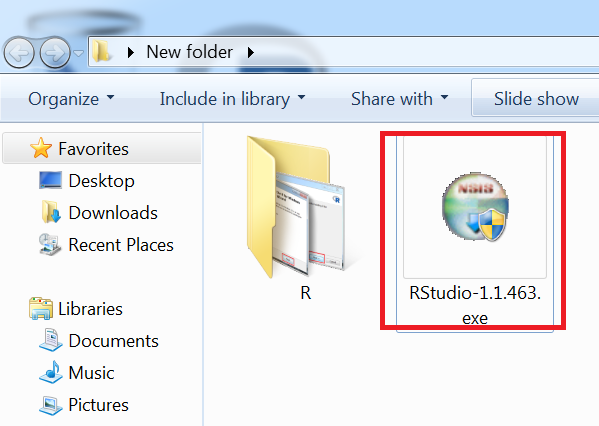 New folder
Organize
Include in library
Share with
Slide show
Favorites
Desktop
Downloads
Recent Places
Libraries
Documents
Music
Pictures
R
NSIS
RStudio-1.1.463.
exe